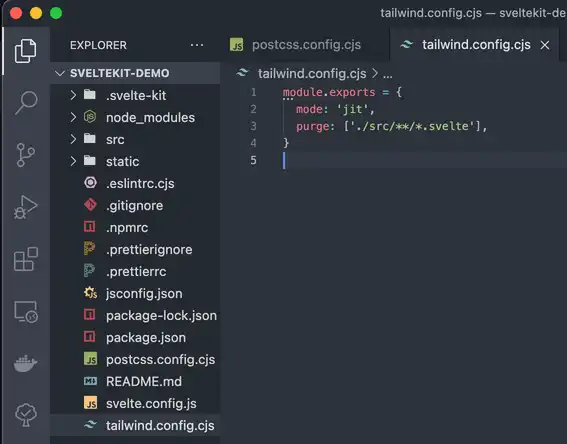 tailwind.config.cjs — sveltekit-de
EXPLORER ...
postcss.config.cjs
tailwind.config.cjs
SVELTEKIT-DEMO
tailwind.config.cjs > ...
.svelte-kit
node_modules
src
static
.eslintrc.cjs
.gitignore
.npmrc
.prettierignore
.prettierrc
jsconfig.json
package-lock.json
package.json
postcss.config.cjs
README.md
svelte.config.js
tailwind.config.cjs
1 module.exports = {
2   mode: 'jit',
3   purge: ['./src/**/*.svelte'],
4 }
5